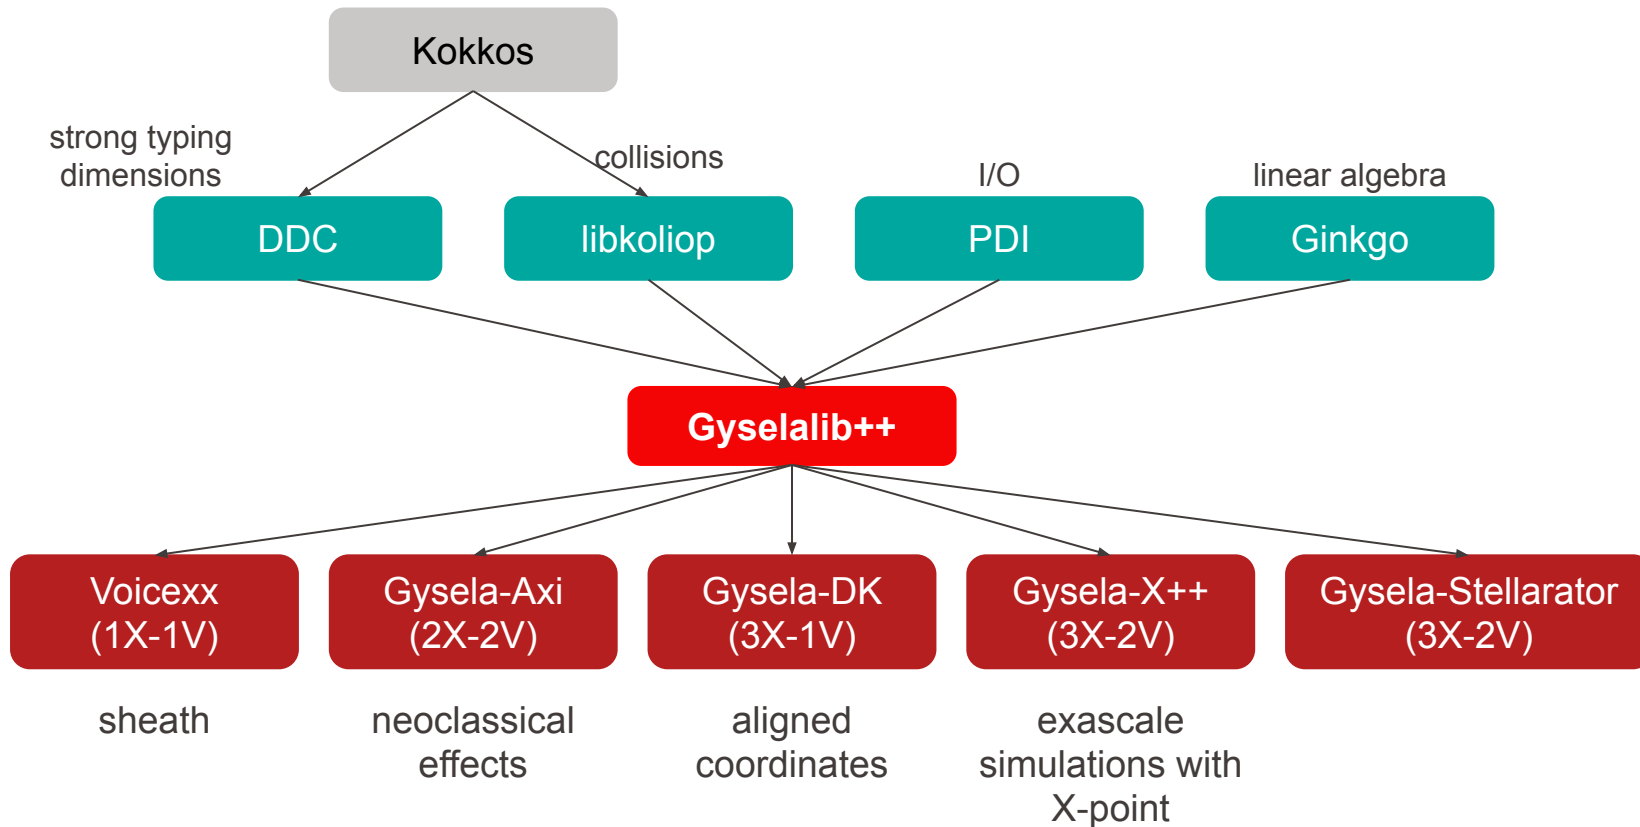 Kokkos
strong typing
dimensions
collisions
I/O
linear algebra
DDC
libkoliop
PDI
Ginkgo
Gyselalib++
Voicexx
(1X-1V)
Gysela-Axi
(2X-2V)
Gysela-DK
(3X-1V)
Gysela-X++
(3X-2V)
Gysela-Stellarator
(3X-2V)
sheath
neoclassical
effects
aligned
coordinates
exascale
simulations with
X-point